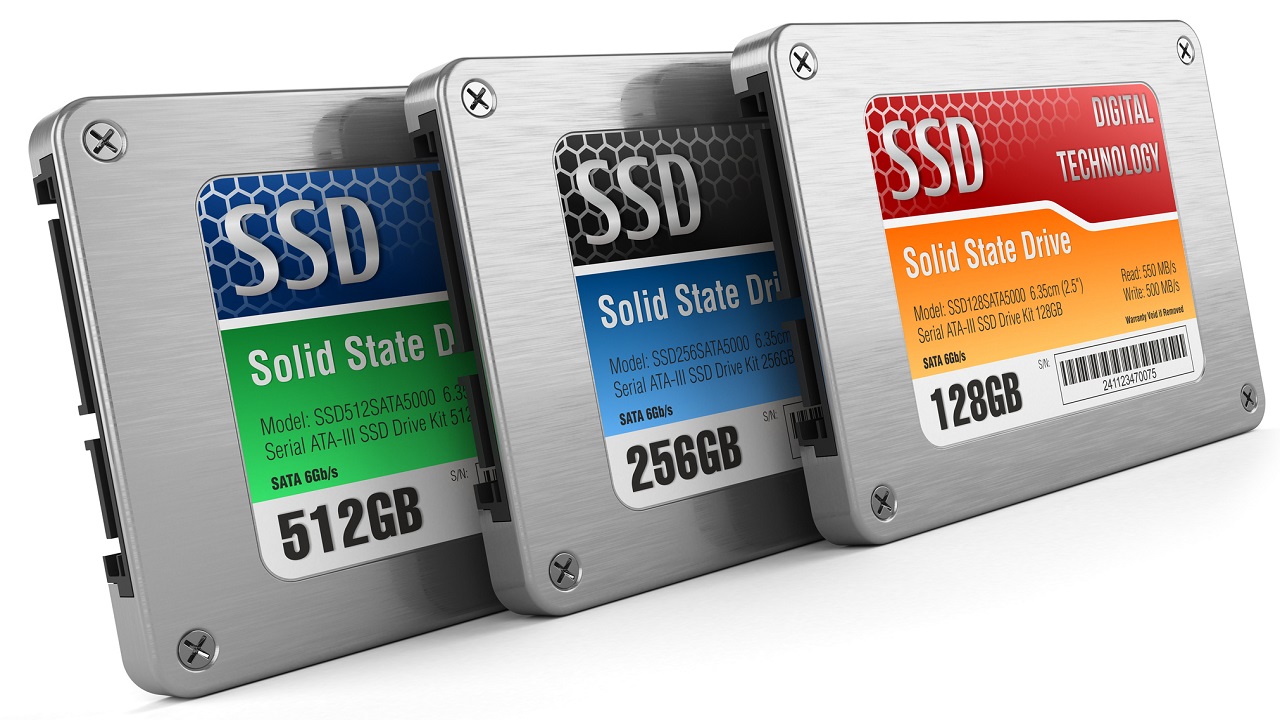 SSD
Solid State D
Model: SSD512SATA5000 6.35
Serial ATA-III SSD Drive Kit 512
SATA 6Gb/s
S/N:
512GB
SSD
Solid State Dri
Model: SSD256SATA5000 6.35cm
Serial ATA-III SSD Drive Kit 256GB
SATA 6Gb/s
S/N:
256GB
SSD
DIGITAL
TECHNOLOGY
Solid State Drive
Read: 550 MB/s
Write: 500 MB/s
Model: SSD128SATA5000 6.35cm (2.5")
Serial ATA-III SSD Drive Kit 128GB
Warranty Void if Removed
SATA 6Gb/s
S/N:
241123470075
128GB